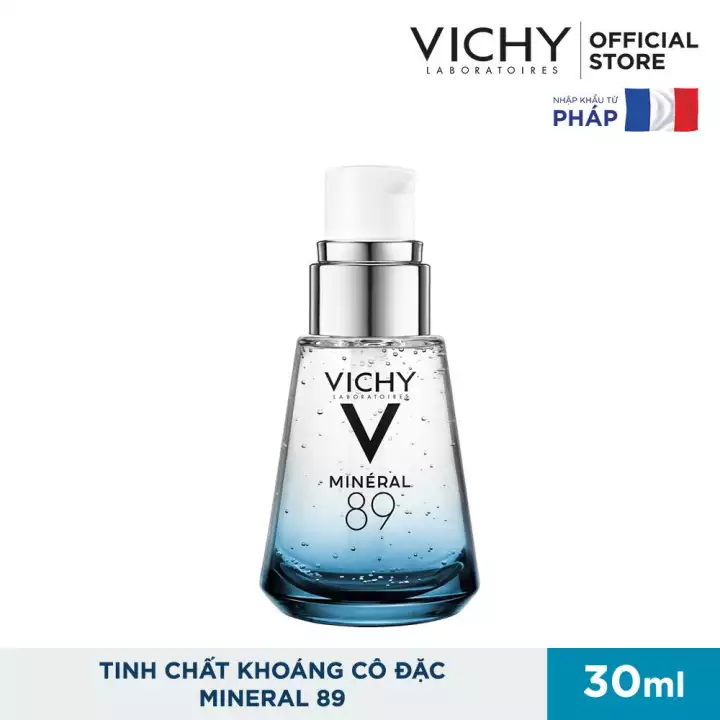 VICHY
LABORATOIRES
OFFICIAL
STORE
NHẬP KHẨU TỪ
PHÁP
VICHY
LABORATOIRES
V
MINÉRAL
89
TINH CHẤT KHOÁNG CÔ ĐẶC
MINERAL 89
30ml